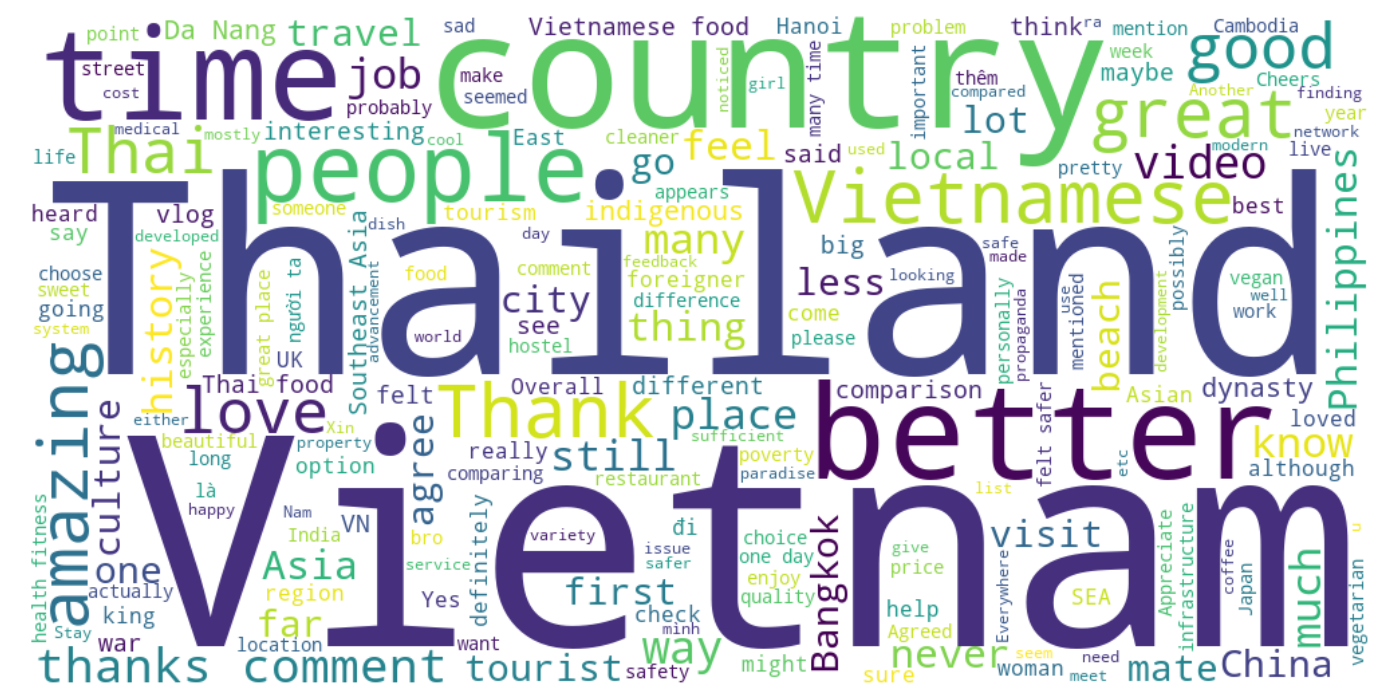 point
Da Nang
travel
sad
Vietnamese food
Hanoi
problem
think
ra
mention
Cambodia
time
country
good
street
cost
job
probably
make
seemed
noticed
girl
many time
important
thêm
compared
lot
week
maybe
Cheers
Another
finding
year
great
medical
mostly
interesting
cool
East
cleaner
feel
said
used
local
pretty
video
modern
network
live
life
Thai
people
go
appears
Vietnamese
best
Philippines
heard
say
vlog
developed
someone
dish
tourism
day
indigenous
many
big
safe
made
possibly
Thailand
choose
sweet
going
system
history
especially
experience
người ta
great place
UK
Southeast Asia
advancement
food
world
comment
city
see
hostel
feedback
foreigner
difference
thing
less
come
please
looking
personally
propaganda
use
mentioned
beach
development
vegan
well
work
amazing
Thai food
love
felt
Overall
different
Thank
place
comparison
felt safer
Asian
dynasty
loved
either
beautiful
Xin
property
long
option
agree
really
comparing
still
sufficient
restaurant
poverty
paradise
better
etc
know
although
culture
là
happy
Nam
India
VN
bro
service
definitely
variety
đi
issue
safer
choice
one day
enjoy
quality
list
give
price
visit
Everywhere
Appreciate
infrastructure
coffee
Japan
much
u
vegetarian
Vietnam
health fitness
one
actually
Stay
king
war
Asia
region
far
location
Yes
want
first
check
minh
way
might
Bangkok
help
Agreed
never
sure
SEA
seem
woman
need
meet
mate
China
thanks
comment
tourist
safety